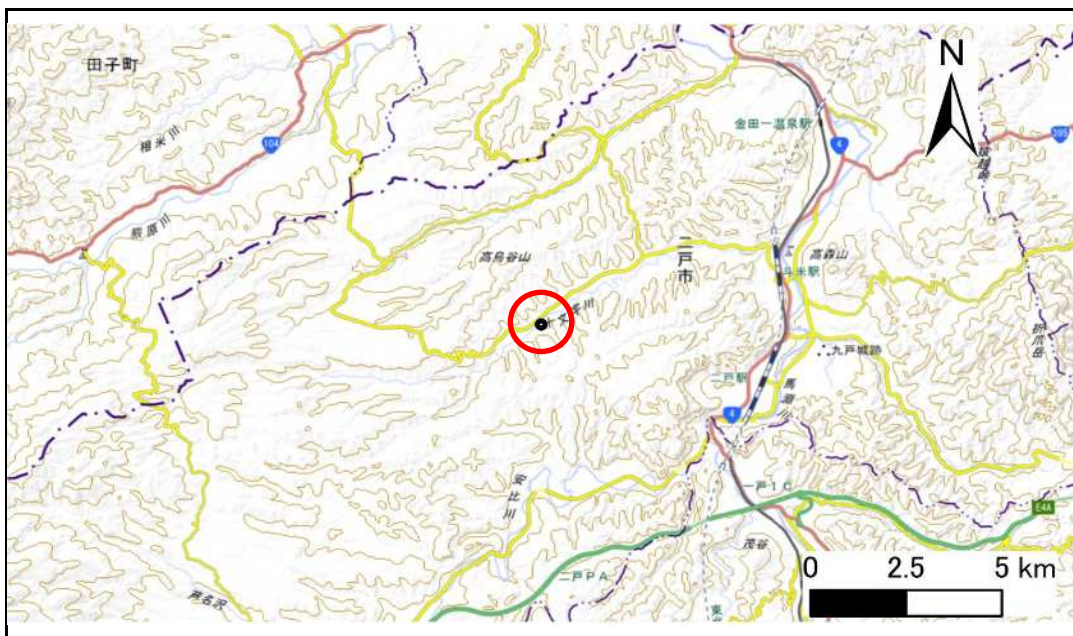 田子町
相米川
熊原川
104
金田一温泉駅
4
395
N
高烏谷山
二戸市
高森山
斗米駅
九戸城跡
折爪岳
二戸駅
馬淵川
4
安比川
一戸IC
E4A
茂谷
二戸PA
芦名沢
0 2.5 5 km